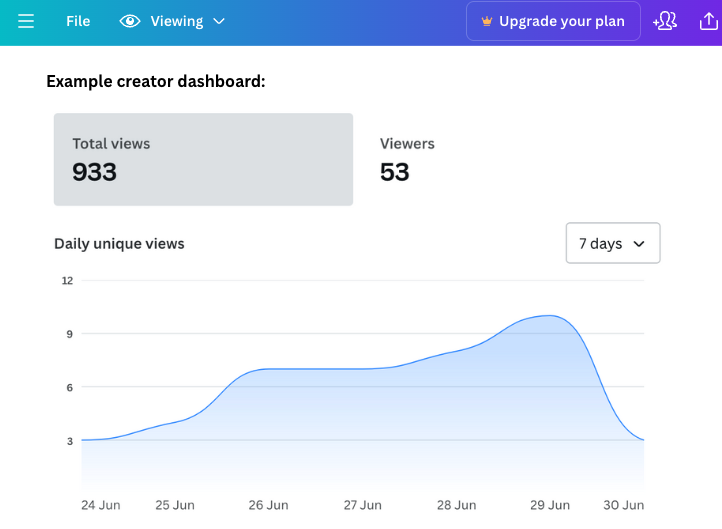 File Viewing Upgrade your plan
Example creator dashboard:
Total views Viewers
933 53
Daily unique views 7 days
12
9
6
3
24 Jun 25 Jun 26 Jun 27 Jun 28 Jun 29 Jun 30 Jun